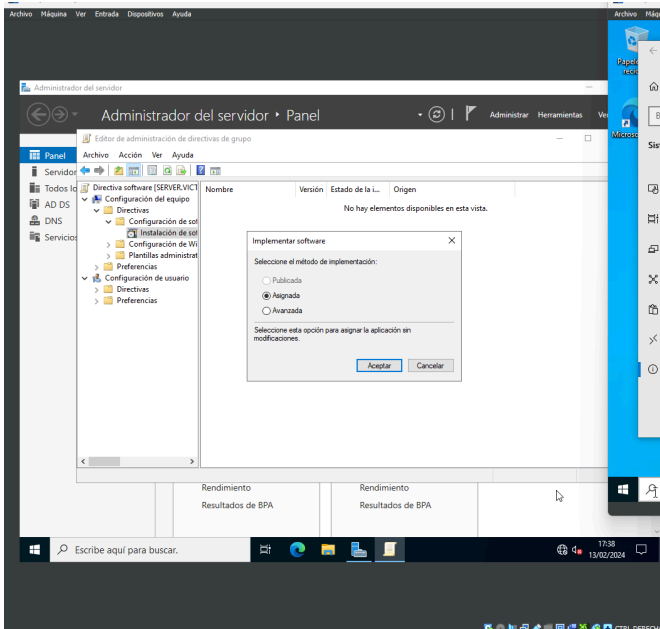 Archivo Máquina Ver Entrada Dispositivos Ayuda
Archivo
Administrador del servidor
Administrador del servidor ‣ Panel
Administrar Herramientas
Editor de administración de directivas de grupo
Archivo Acción Ver Ayuda
Panel
Todos
AD DS
DNS
Directiva software [SERVER.VICT
Configuración del equipo
Directivas
Configuración de
Instalación de
Configuración de
Plantillas
Preferencias
Configuración de usuario
Directivas
Preferencias
Nombre Versión Estado de la i... Origen
No hay elementos disponibles en esta vista.
Implementar software
Seleccione el método de implementación:
Publicada
Asignada
Avanzada
Seleccione esta opción para asignar la aplicación sin
modificaciones.
Aceptar Cancelar
Rendimiento Rendimiento
Resultados de BPA Resultados de BPA
Escribe aquí para buscar.
17:38
13/02/2024
CTRL DERECHA